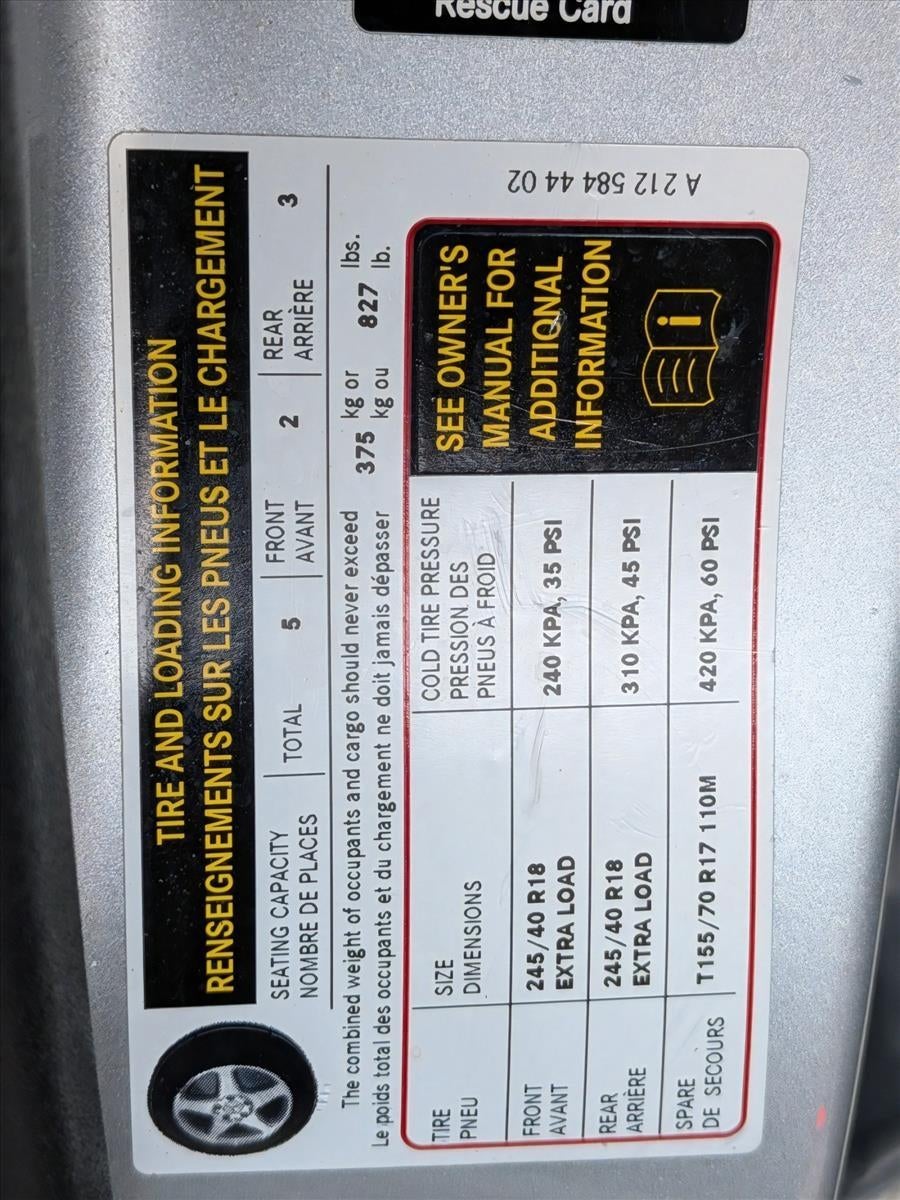 Rescue Card
TIRE AND LOADING INFORMATION
RENSEIGNEMENTS SUR LES PNEUS ET LE CHARGEMENT
SEATING CAPACITY TOTAL 5 FRONT 2 REAR 3
NOMBRE DE PLACES AVANT ARRIÈRE
The combined weight of occupants and cargo should never exceed 375 kg or 827 lbs.
Le poids total des occupants et du chargement ne doit jamais dépasser kg ou lb.
TIRE SIZE COLD TIRE PRESSURE
PNEU DIMENSIONS PRESSION DES
PNEUS À FROID
FRONT 245/40 R18 240 KPA, 35 PSI
AVANT EXTRA LOAD
REAR 245/40 R18 310 KPA, 45 PSI
ARRIÈRE EXTRA LOAD
SPARE T155/70 R17 110M 420 KPA, 60 PSI
DE SECOURS
SEE OWNER'S
MANUAL FOR
ADDITIONAL
INFORMATION
i
A 212 584 44 02